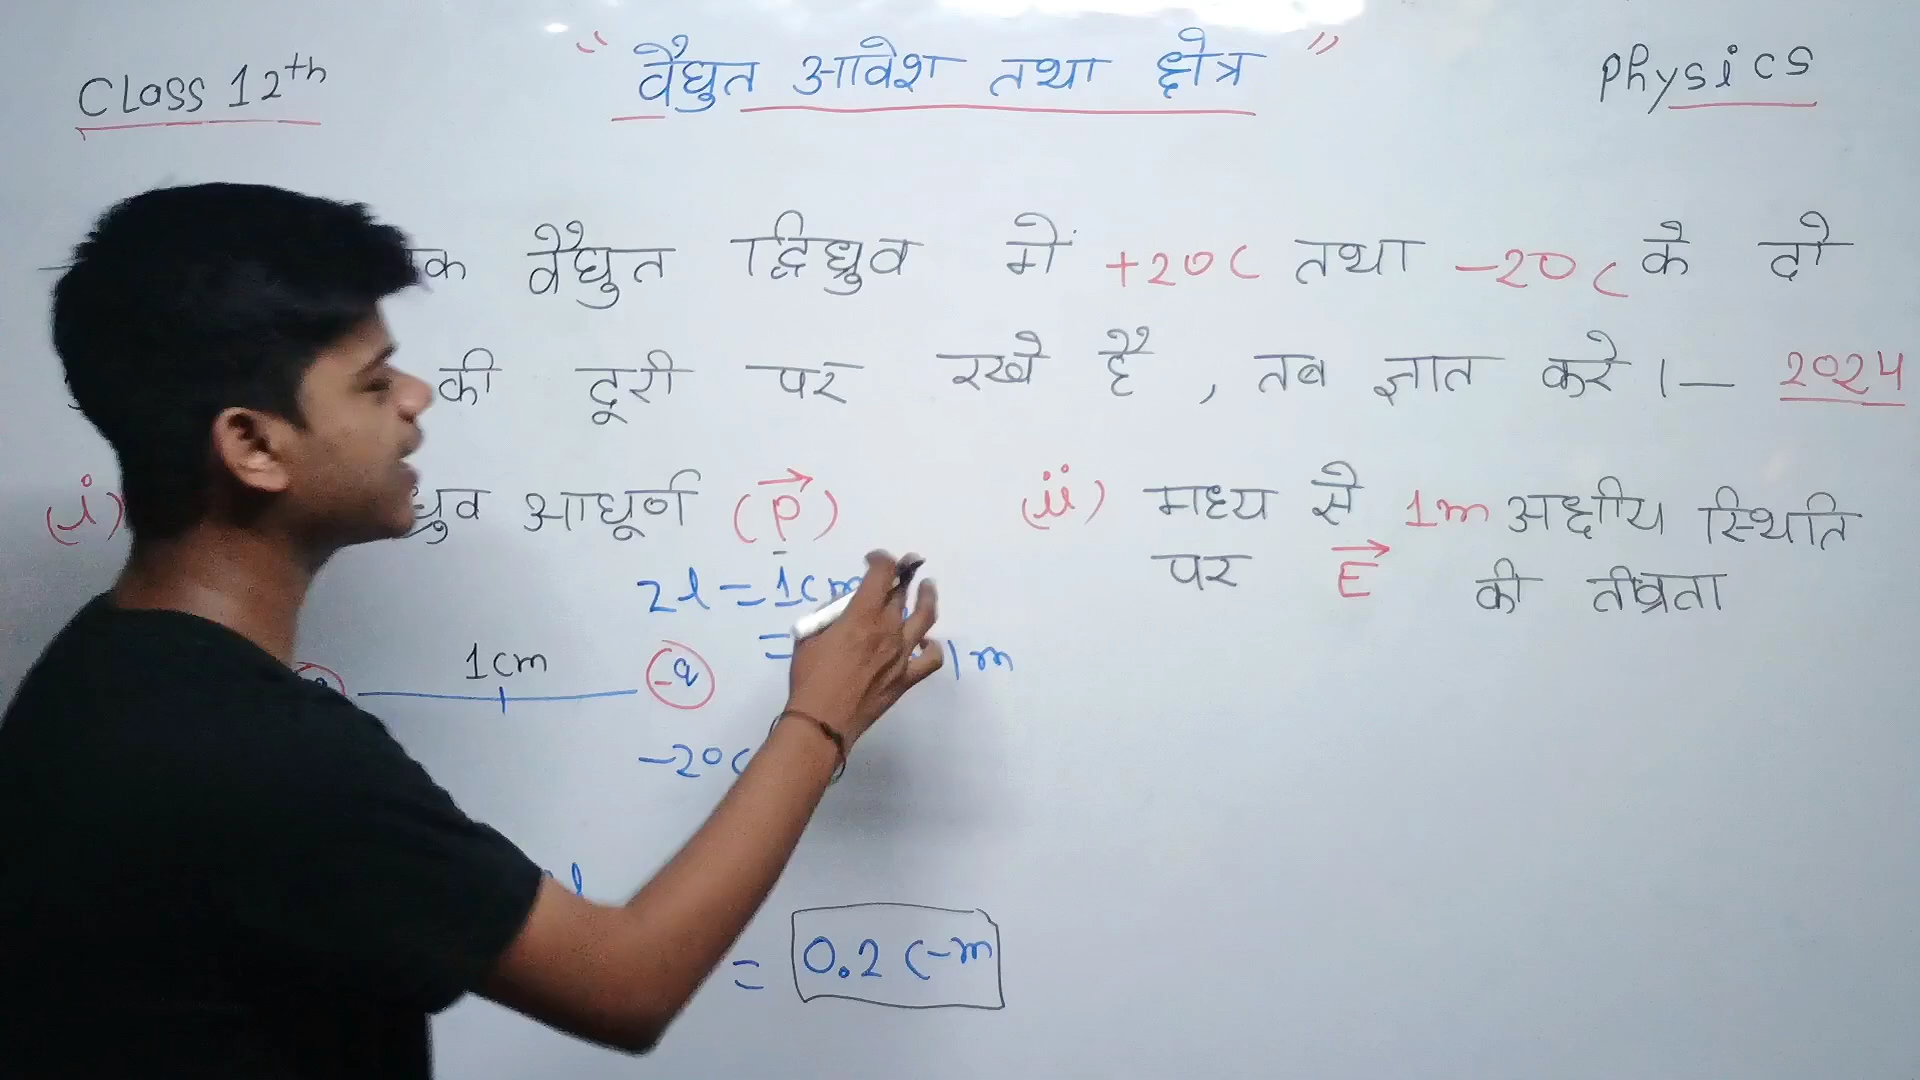 Class 12th
" वैद्युत आवेश तथा क्षेत्र "
Physics
वैद्युत द्विध्रुव में +20C तथा -20C के दो
की दूरी पर रखे है , तब ज्ञात करे ।— 2024
(i) ध्रुव आघूर्ण (p⃗)
(ii) मध्य से 1m अक्षीय स्थिति
पर E⃗ की तीव्रता
2l = 1cm
1cm
-q
-20C
= 0.2 C-m